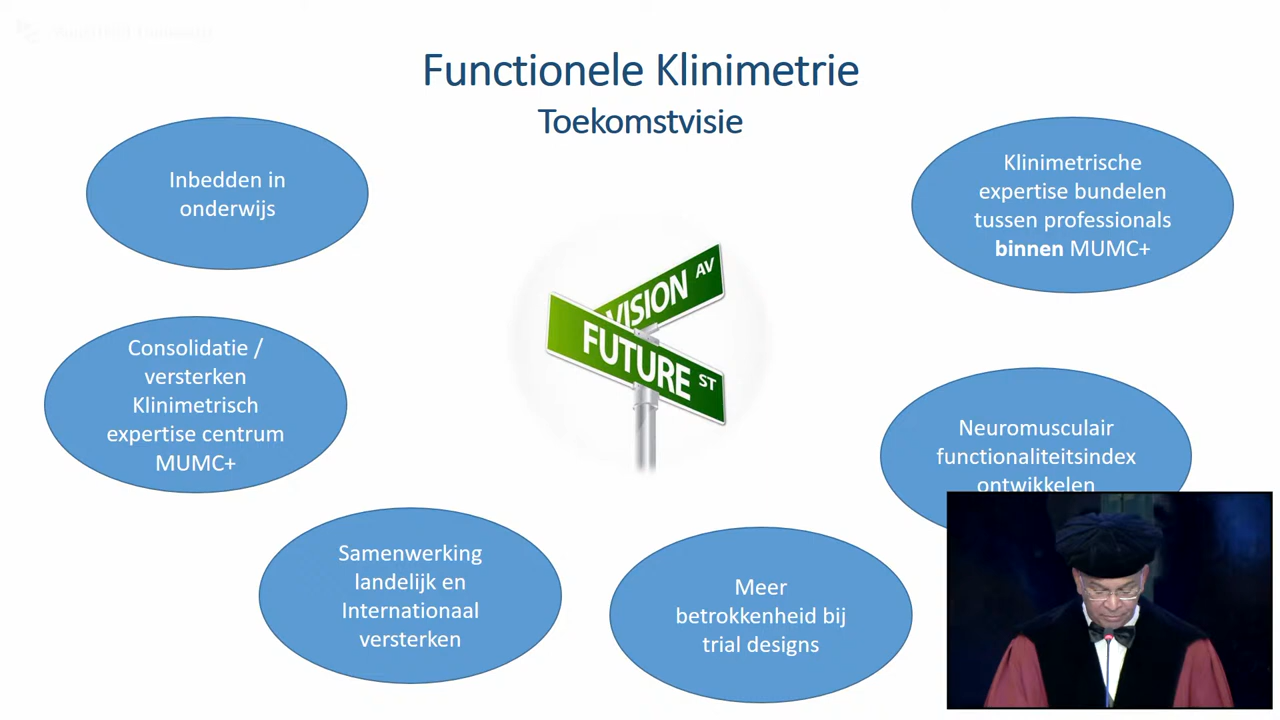 Functionele Klinimetrie
Toekomstvisie
Inbedden in
onderwijs
Klinimetrische
expertise bundelen
tussen professionals
binnen MUMC+
VISION AV
FUTURE ST
Consolidatie /
versterken
Klinimetrisch
expertise centrum
MUMC+
Neuromusculair
functionaliteitsindex
ontwikkelen
Samenwerking
landelijk en
Internationaal
versterken
Meer
betrokkenheid bij
trial designs